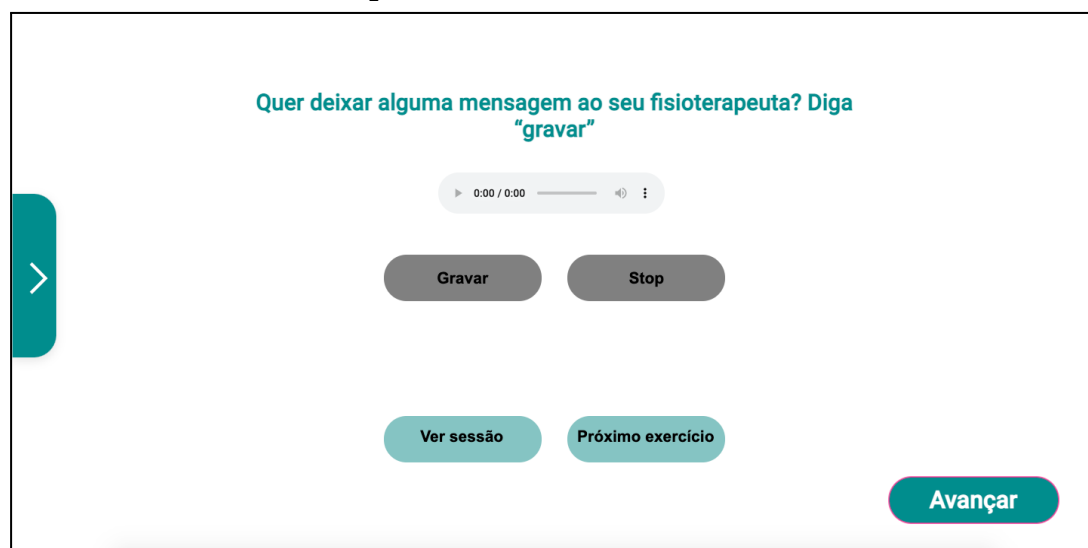 Quer deixar alguma mensagem ao seu fisioterapeuta? Diga
“gravar”
0:00 / 0:00
Gravar
Stop
Ver sessão
Próximo exercício
Avançar